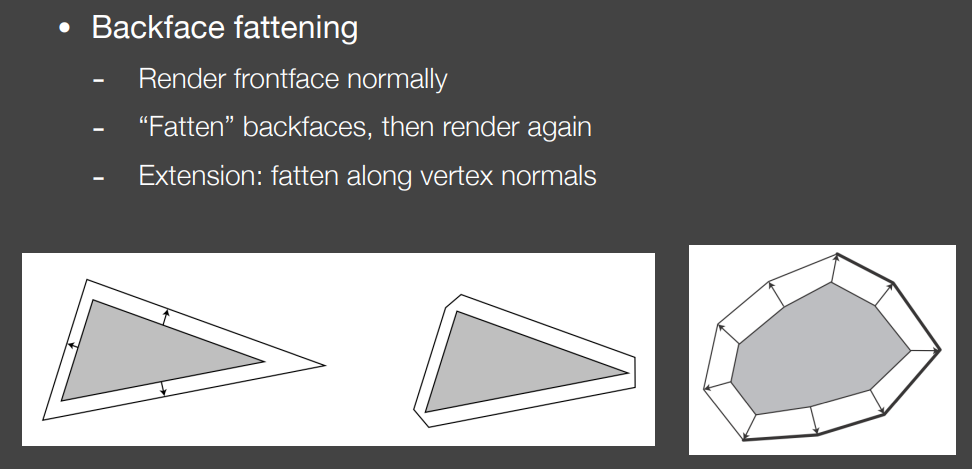 • Backface fattening
- Render frontface normally
- “Fatten” backfaces, then render again
- Extension: fatten along vertex normals